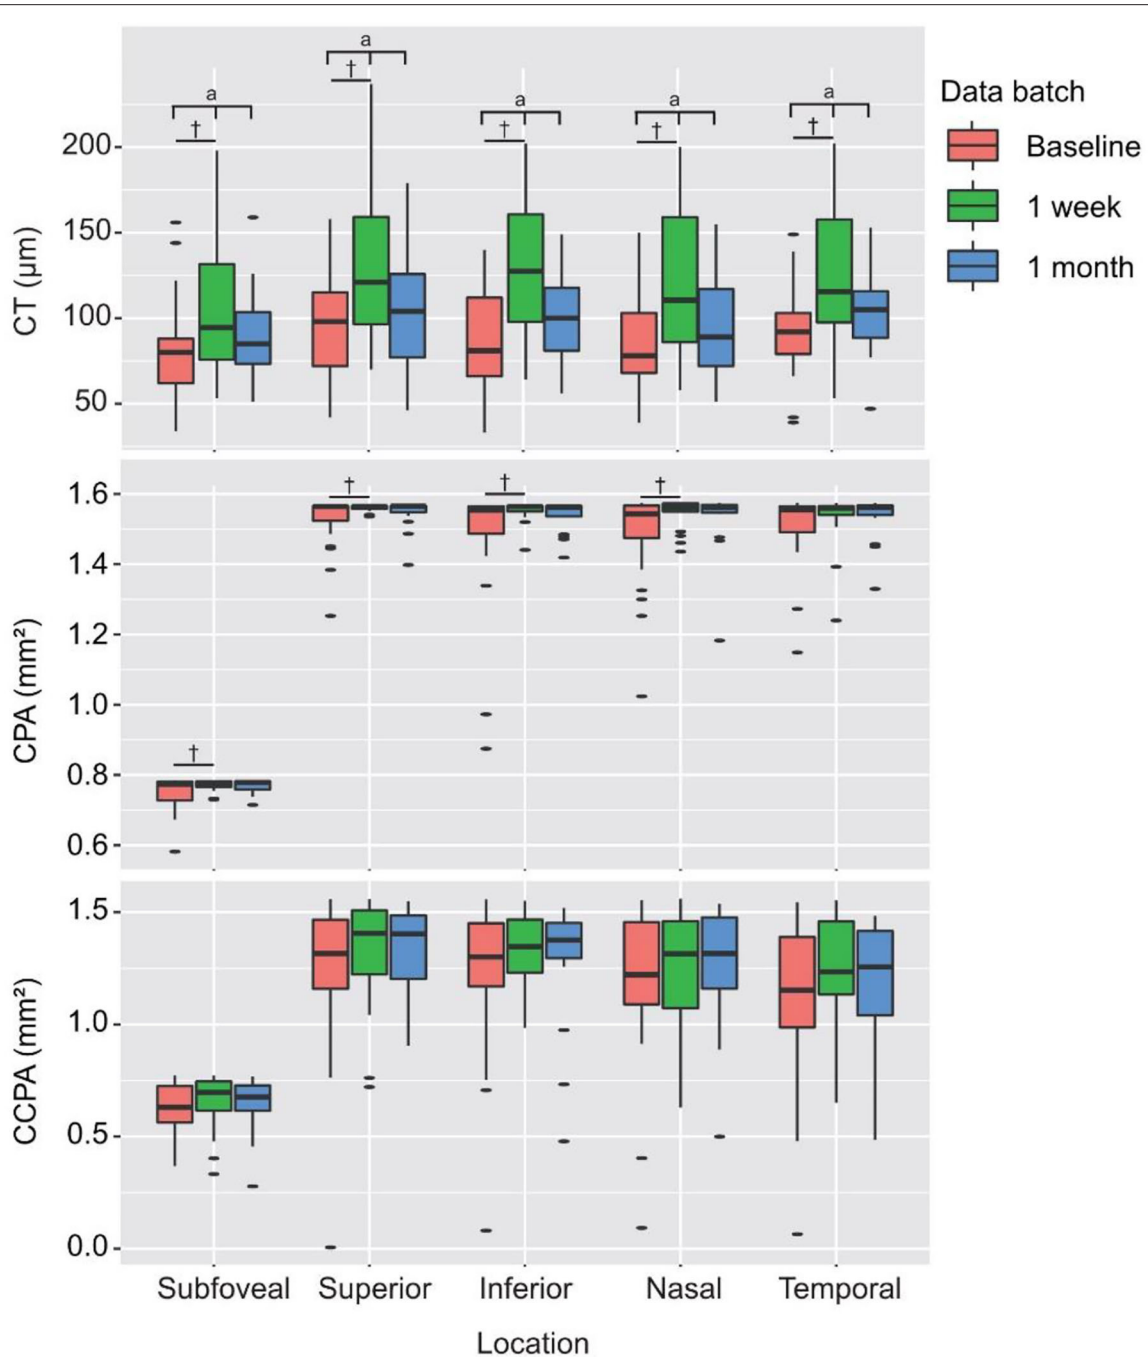 a
†
a
†
a
†
a
†
a
†
CT (μm)
200
150
100
50
Data batch
Baseline
1 week
1 month
†
†
†
†
CPA (mm²)
1.6
1.4
1.2
1.0
0.8
0.6
CCPA (mm²)
1.5
1.0
0.5
0.0
Subfoveal Superior Inferior Nasal Temporal
Location